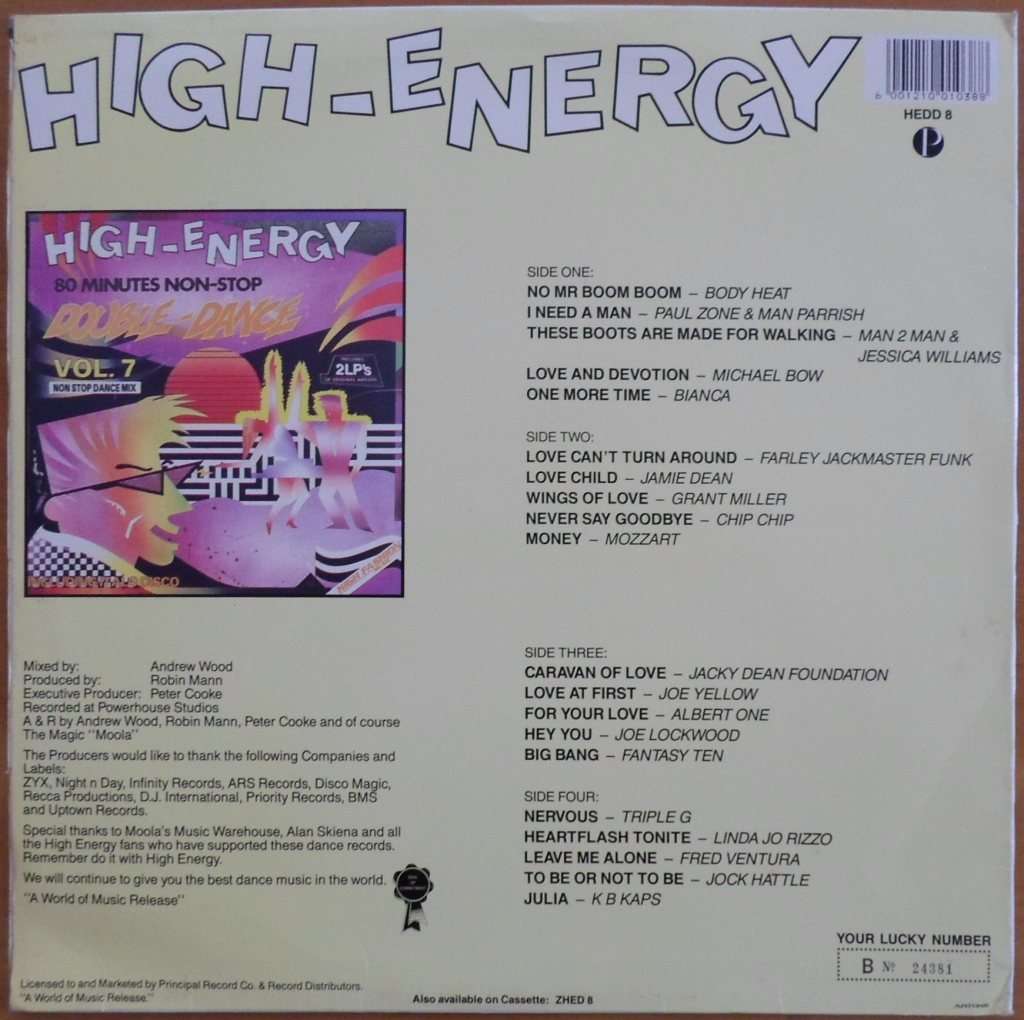 HIGH-ENERGY
6 001210 010388
HEDD 8
P
HIGH-ENERGY
80 MINUTES NON-STOP
DOUBLE-DANCE
VOL. 7
NON STOP DANCE MIX
INCLUDES
2LP's
OF ORIGINAL ARTISTS
INCLUDING ITALO DISCO
SIDE ONE:
NO MR BOOM BOOM – BODY HEAT
I NEED A MAN – PAUL ZONE & MAN PARRISH
THESE BOOTS ARE MADE FOR WALKING – MAN 2 MAN &
JESSICA WILLIAMS
LOVE AND DEVOTION – MICHAEL BOW
ONE MORE TIME – BIANCA
SIDE TWO:
LOVE CAN'T TURN AROUND – FARLEY JACKMASTER FUNK
LOVE CHILD – JAMIE DEAN
WINGS OF LOVE – GRANT MILLER
NEVER SAY GOODBYE – CHIP CHIP
MONEY – MOZZART
SIDE THREE:
CARAVAN OF LOVE – JACKY DEAN FOUNDATION
LOVE AT FIRST – JOE YELLOW
FOR YOUR LOVE – ALBERT ONE
HEY YOU – JOE LOCKWOOD
BIG BANG – FANTASY TEN
SIDE FOUR:
NERVOUS – TRIPLE G
HEARTFLASH TONITE – LINDA JO RIZZO
LEAVE ME ALONE – FRED VENTURA
TO BE OR NOT TO BE – JOCK HATTLE
JULIA – K B KAPS
Mixed by: Andrew Wood
Produced by: Robin Mann
Executive Producer: Peter Cooke
Recorded at Powerhouse Studios
A & R by Andrew Wood, Robin Mann, Peter Cooke and of course
The Magic "Moola"
The Producers would like to thank the following Companies and
Labels:
ZYX, Night n Day, Infinity Records, ARS Records, Disco Magic,
Recca Productions, D.J. International, Priority Records, BMS
and Uptown Records.
Special thanks to Moola's Music Warehouse, Alan Skiena and all
the High Energy fans who have supported these dance records.
Remember do it with High Energy.
We will continue to give you the best dance music in the world.
"A World of Music Release"
YOUR LUCKY NUMBER
B Nº 24381
Licensed to and Marketed by Principal Record Co. & Record Distributors.
"A World of Music Release."
Also available on Cassette: ZHED 8